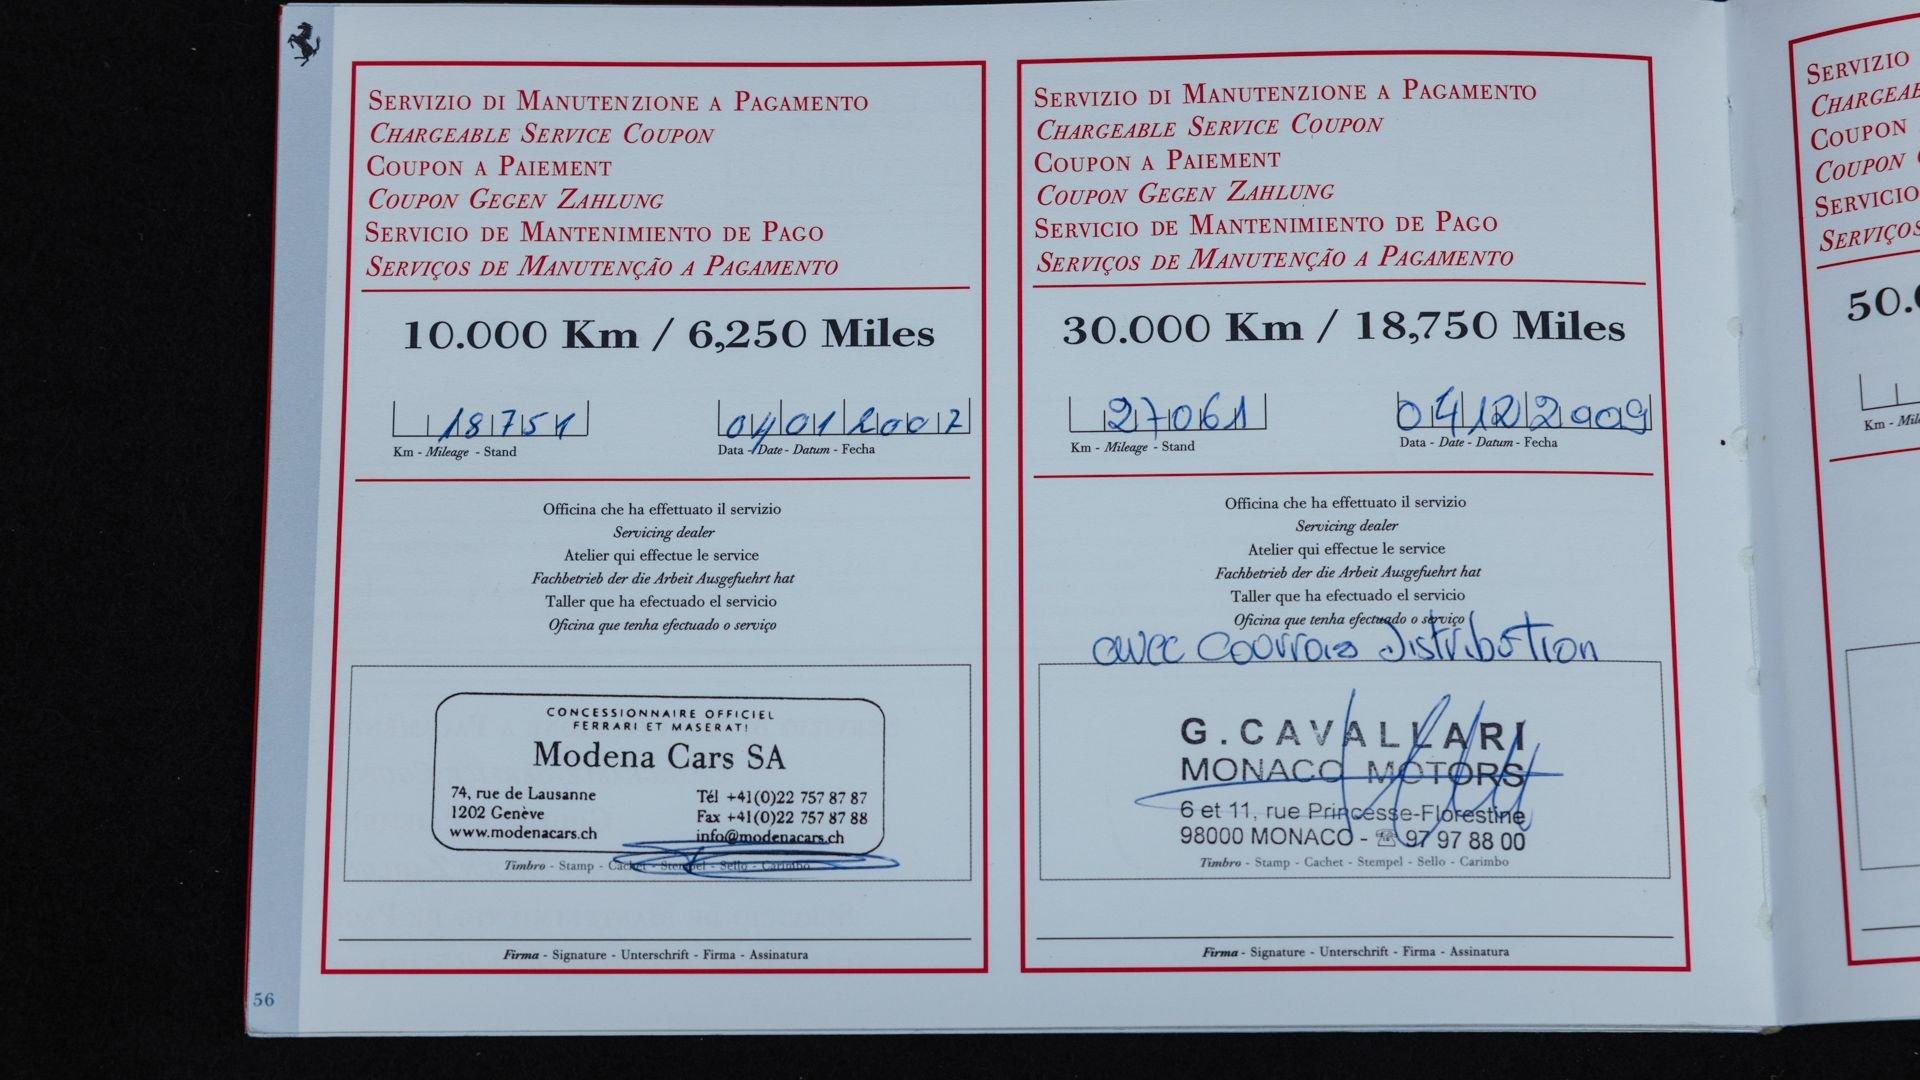 SERVIZIO DI MANUTENZIONE A PAGAMENTO
CHARGEABLE SERVICE COUPON
COUPON A PAIEMENT
COUPON GEGEN ZAHLUNG
SERVICIO DE MANTENIMIENTO DE PAGO
SERVIÇOS DE MANUTENÇÃO A PAGAMENTO
10.000 Km / 6,250 Miles
18751
04 01 2007
Km - Mileage - Stand
Data - Date - Datum - Fecha
Officina che ha effettuato il servizio
Servicing dealer
Atelier qui effectue le service
Fachbetrieb der die Arbeit Ausgefuehrt hat
Taller que ha efectuado el servicio
Oficina que tenha efectuado o serviço
CONCESSIONNAIRE OFFICIEL
FERRARI ET MASERATI
Modena Cars SA
74, rue de Lausanne
1202 Genève
www.modenacars.ch
Tél +41(0)22 757 87 87
Fax +41(0)22 757 87 88
info@modenacars.ch
Timbro - Stamp - Cachet - Stempel - Sello - Carimbo
Firma - Signature - Unterschrift - Firma - Assinatura
56
SERVIZIO DI MANUTENZIONE A PAGAMENTO
CHARGEABLE SERVICE COUPON
COUPON A PAIEMENT
COUPON GEGEN ZAHLUNG
SERVICIO DE MANTENIMIENTO DE PAGO
SERVIÇOS DE MANUTENÇÃO A PAGAMENTO
30.000 Km / 18,750 Miles
27061
04 12 2009
Km - Mileage - Stand
Data - Date - Datum - Fecha
Officina che ha effettuato il servizio
Servicing dealer
Atelier qui effectue le service
Fachbetrieb der die Arbeit Ausgefuehrt hat
Taller que ha efectuado el servicio
Oficina que tenha efectuado o serviço
avec courroies Distribution
G. CAVALLARI
MONACO MOTORS
6 et 11, rue Princesse-Florestine
98000 MONACO - ☎ 97 97 88 00
Timbro - Stamp - Cachet - Stempel - Sello - Carimbo
Firma - Signature - Unterschrift - Firma - Assinatura
SERVIZIO
COUPON
COUPON
SERVICIO
SERVIÇOS
50.
Km